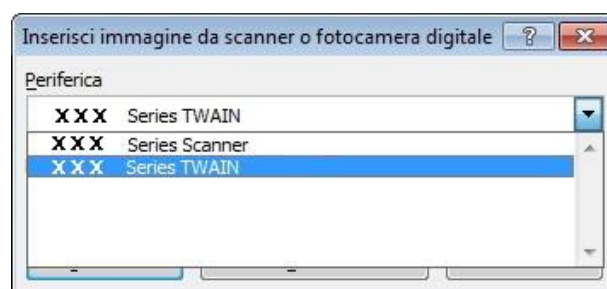 Inserisci immagine da scanner o fotocamera digitale ?
Periferica
XXX Series TWAIN
XXX Series Scanner
XXX Series TWAIN